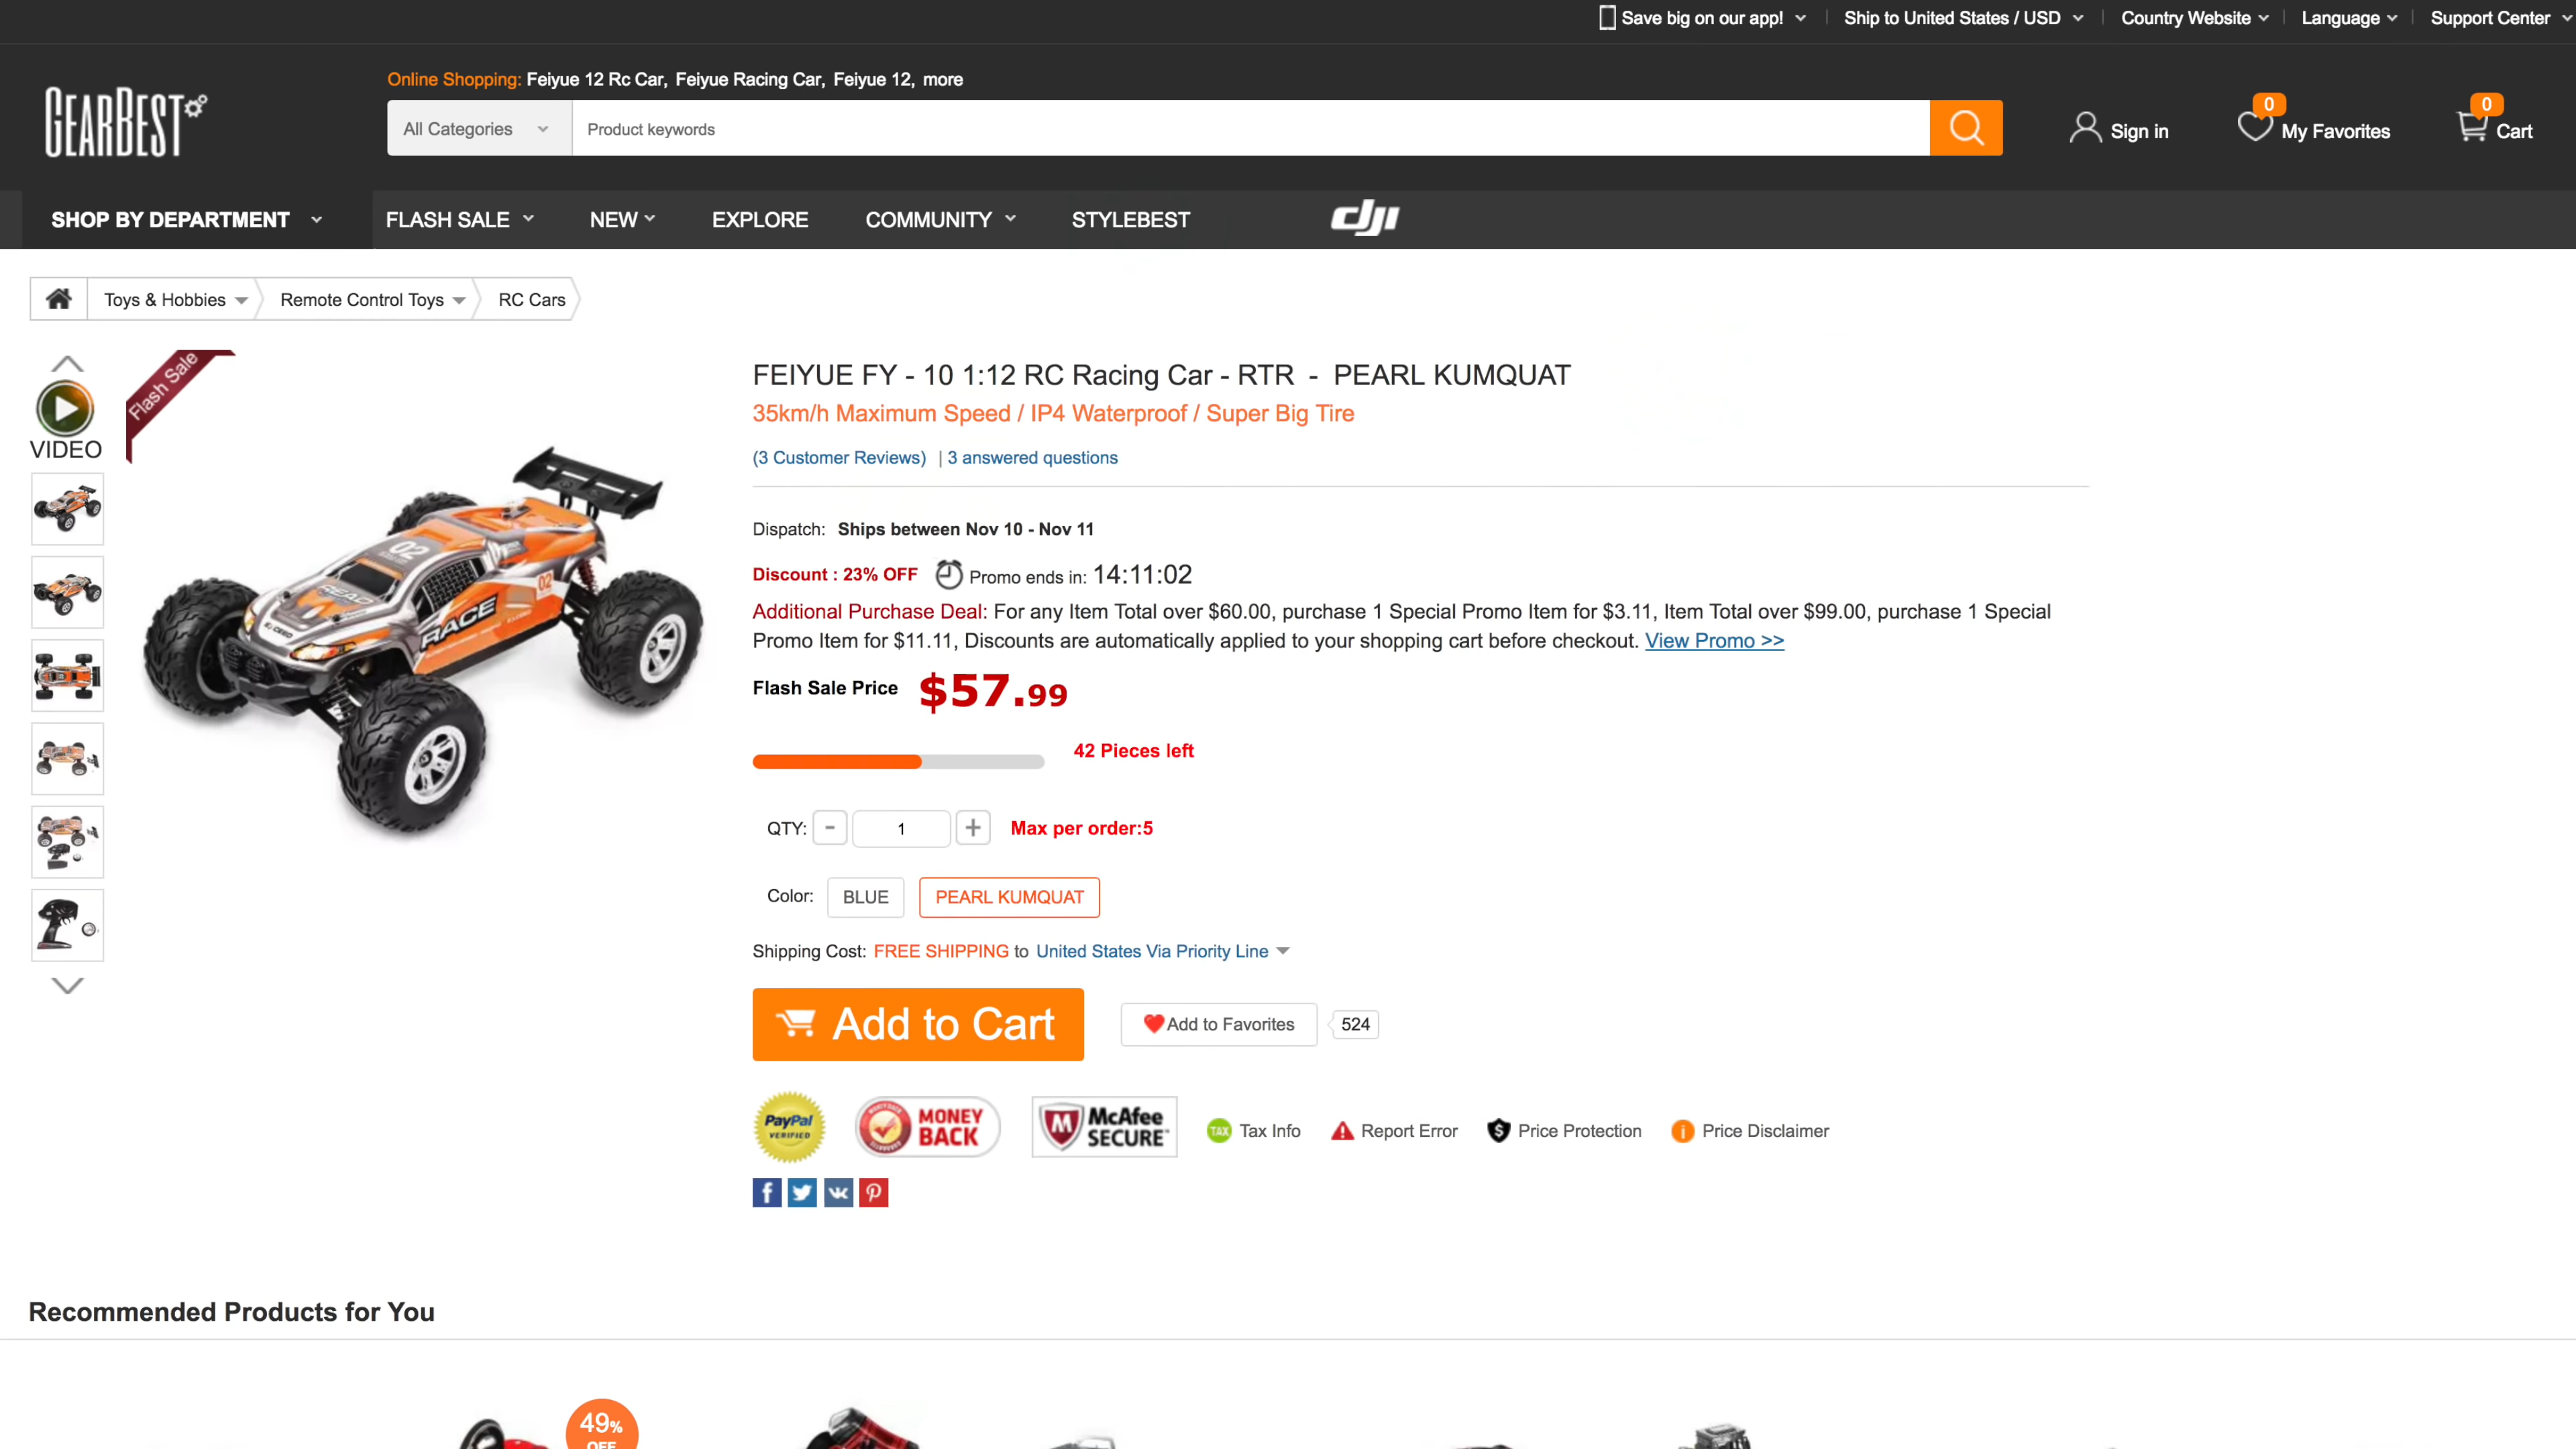 Save big on our app! Ship to United States / USD Country Website Language Support Center
GEARBEST
Online Shopping: Feiyue 12 Rc Car, Feiyue Racing Car, Feiyue 12, more
All Categories Product keywords
0
Sign in
My Favorites
0
Cart
SHOP BY DEPARTMENT FLASH SALE NEW EXPLORE COMMUNITY STYLEBEST dji
Toys & Hobbies Remote Control Toys RC Cars
VIDEO
Flash Sale
02
RACE
02
FEIYUE FY - 10 1:12 RC Racing Car - RTR - PEARL KUMQUAT
35km/h Maximum Speed / IP4 Waterproof / Super Big Tire
(3 Customer Reviews) | 3 answered questions
Dispatch: Ships between Nov 10 - Nov 11
Discount : 23% OFF Promo ends in: 14:11:02
Additional Purchase Deal: For any Item Total over $60.00, purchase 1 Special Promo Item for $3.11, Item Total over $99.00, purchase 1 Special
Promo Item for $11.11, Discounts are automatically applied to your shopping cart before checkout. View Promo >>
Flash Sale Price $57.99
42 Pieces left
QTY: - 1 + Max per order:5
Color: BLUE PEARL KUMQUAT
Shipping Cost: FREE SHIPPING to United States Via Priority Line
Add to Cart
Add to Favorites 524
PayPal
VERIFIED
MONEY
BACK
McAfee
SECURE™
TAX Tax Info Report Error Price Protection Price Disclaimer
Recommended Products for You
49%
OFF